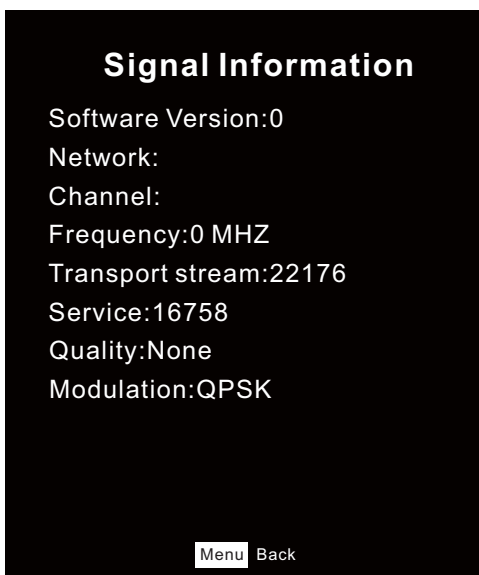 Signal Information
Software Version:0
Network:
Channel:
Frequency:0 MHZ
Transport stream:22176
Service:16758
Quality:None
Modulation:QPSK
Menu Back